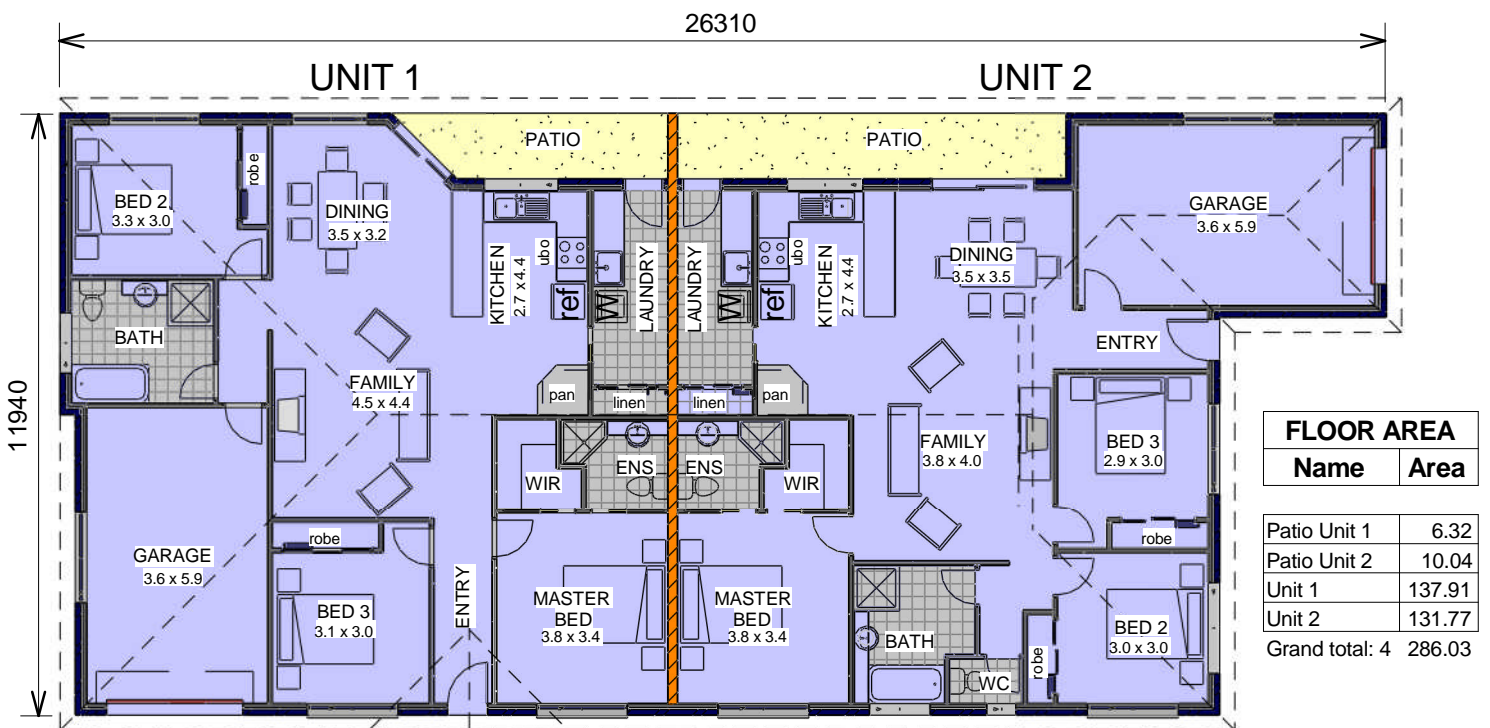 26310
UNIT 1
UNIT 2
11940
PATIO
PATIO
BED 2
3.3 x 3.0
robe
DINING
3.5 x 3.2
KITCHEN
2.7 x 4.4
ubo
ref
W
LAUNDRY
LAUNDRY
W
ubo
ref
KITCHEN
2.7 x 4.4
DINING
3.5 x 3.5
GARAGE
3.6 x 5.9
BATH
FAMILY
4.5 x 4.4
pan
linen
linen
pan
ENTRY
WIR
ENS
ENS
WIR
FAMILY
3.8 x 4.0
BED 3
2.9 x 3.0
robe
GARAGE
3.6 x 5.9
robe
BED 3
3.1 x 3.0
ENTRY
MASTER
BED
3.8 x 3.4
MASTER
BED
3.8 x 3.4
BATH
WC
robe
BED 2
3.0 x 3.0
FLOOR AREA
Name Area
Patio Unit 1 6.32
Patio Unit 2 10.04
Unit 1 137.91
Unit 2 131.77
Grand total: 4 286.03